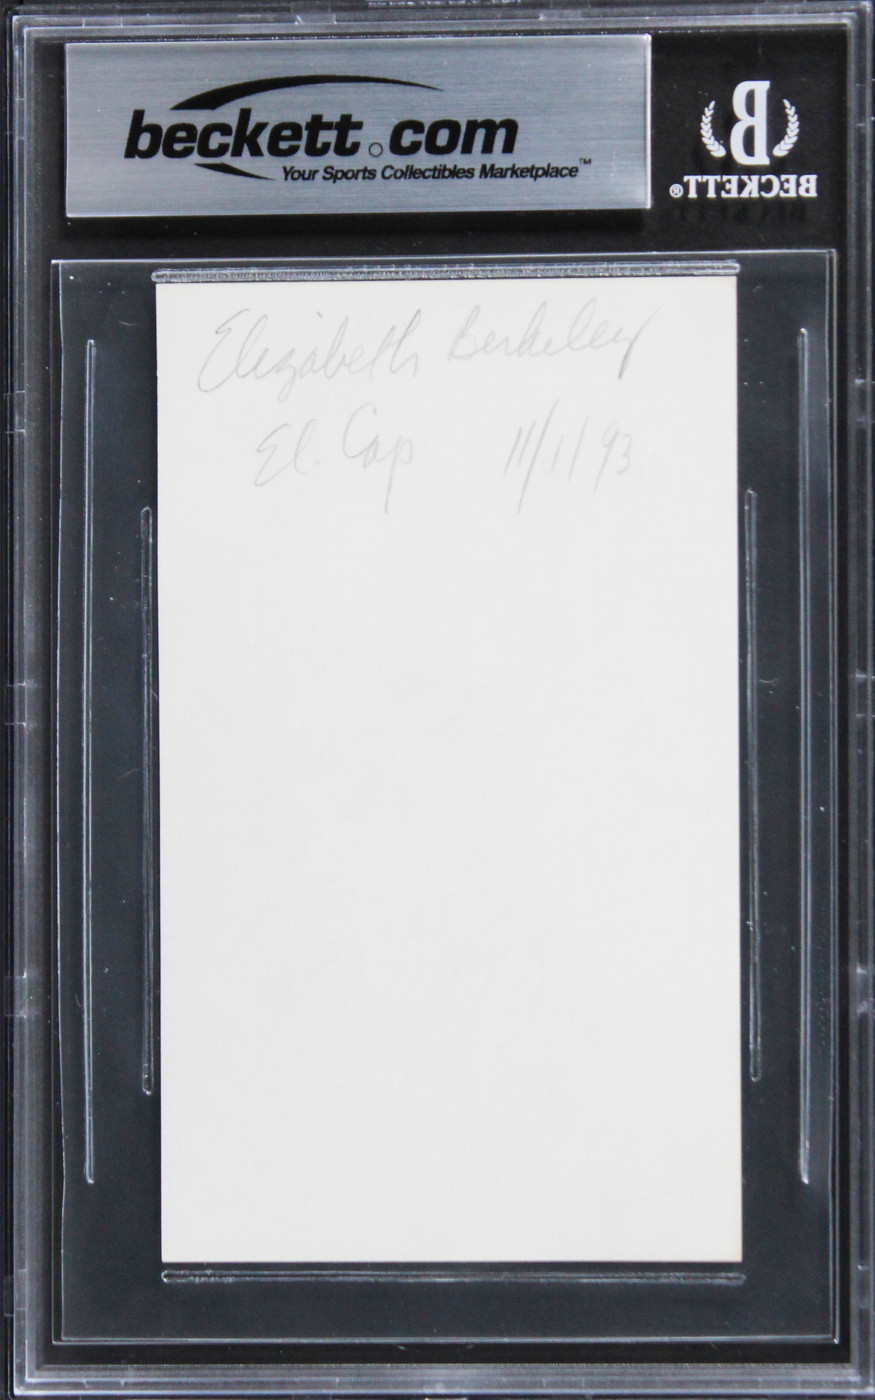 beckett.com
Your Sports Collectibles Marketplace™
B
BECKETT®
Elizabeth Berkeley
El. Cap 11/1/93